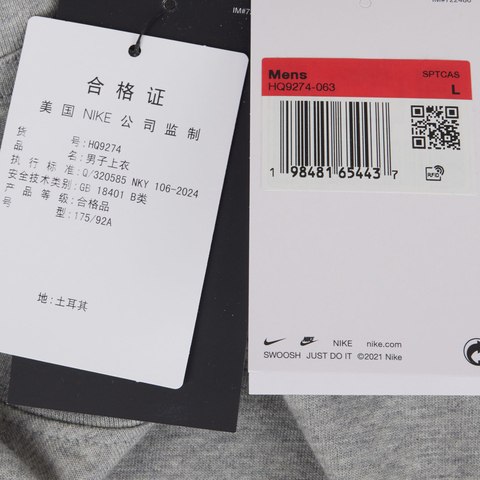 合格证
美国 NIKE 公司监制
货号:HQ9274
品名:男子上衣
执行标准:Q/320585 NKY 106-2024
安全技术类别:GB 18401 B类
产品等级:合格品
号型:175/92A
地:土耳其
Mens
SPTCAS
HQ9274-063
L
1 98481 65443 7
RFID
NIKE nike.com
SWOOSH JUST DO IT ©2021 Nike